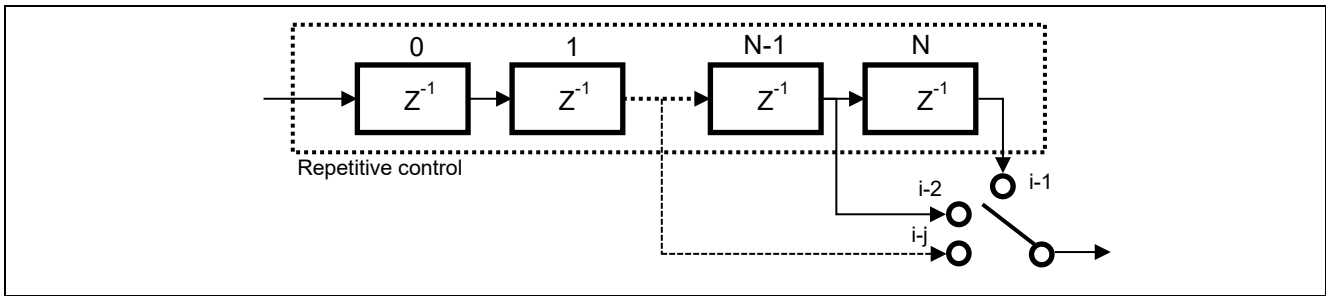 0 1 N-1 N
Z⁻¹ Z⁻¹ Z⁻¹ Z⁻¹
Repetitive control
i-1
i-2
i-j